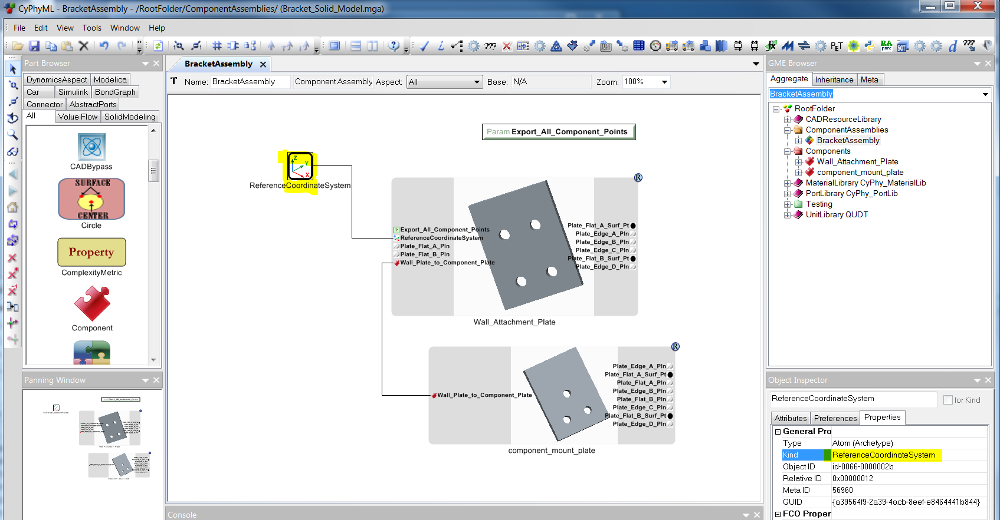 CyPhyML - BracketAssembly - /RootFolder/ComponentAssemblies/ (Bracket_Solid_Model.mga)
File Edit View Tools Window Help
Part Browser
DynamicsAspect Modelica
Car Simulink BondGraph
Connector AbstractPorts
All Value Flow SolidModeling
CADBypass
SURFACE
CENTER
Circle
Property
ComplexityMetric
Component
Panning Window
BracketAssembly
Name: BracketAssembly Component Assembly Aspect: All Base: N/A Zoom: 100%
Param Export_All_Component_Points
Z
Y
X
ReferenceCoordinateSystem
R
Export_All_Component_Points
ReferenceCoordinateSystem
Plate_Flat_A_Pln
Plate_Flat_B_Pln
Wall_Plate_to_Component_Plate
Plate_Flat_A_Surf_Pt
Plate_Edge_A_Pln
Plate_Edge_B_Pln
Plate_Edge_C_Pln
Plate_Flat_B_Surf_Pt
Plate_Edge_D_Pln
Wall_Attachment_Plate
R
Wall_Plate_to_Component_Plate
Plate_Edge_A_Pln
Plate_Flat_A_Surf_Pt
Plate_Flat_A_Pln
Plate_Edge_B_Pln
Plate_Flat_B_Pln
Plate_Edge_C_Pln
Plate_Flat_B_Surf_Pt
Plate_Edge_D_Pln
component_mount_plate
Console
GME Browser
Aggregate Inheritance Meta
BracketAssembly
RootFolder
CADResourceLibrary
ComponentAssemblies
BracketAssembly
Components
Wall_Attachment_Plate
component_mount_plate
MaterialLibrary CyPhy_MaterialLib
PortLibrary CyPhy_PortLib
Testing
UnitLibrary QUDT
Object Inspector
ReferenceCoordinateSystem for Kind
Attributes Preferences Properties
General Pro
Type Atom (Archetype)
Kind ReferenceCoordinateSystem
Object ID id-0066-0000002b
Relative ID 0x00000012
Meta ID 56960
GUID {a39564f9-2a39-4acb-8eef-e8464441b844}
FCO Proper